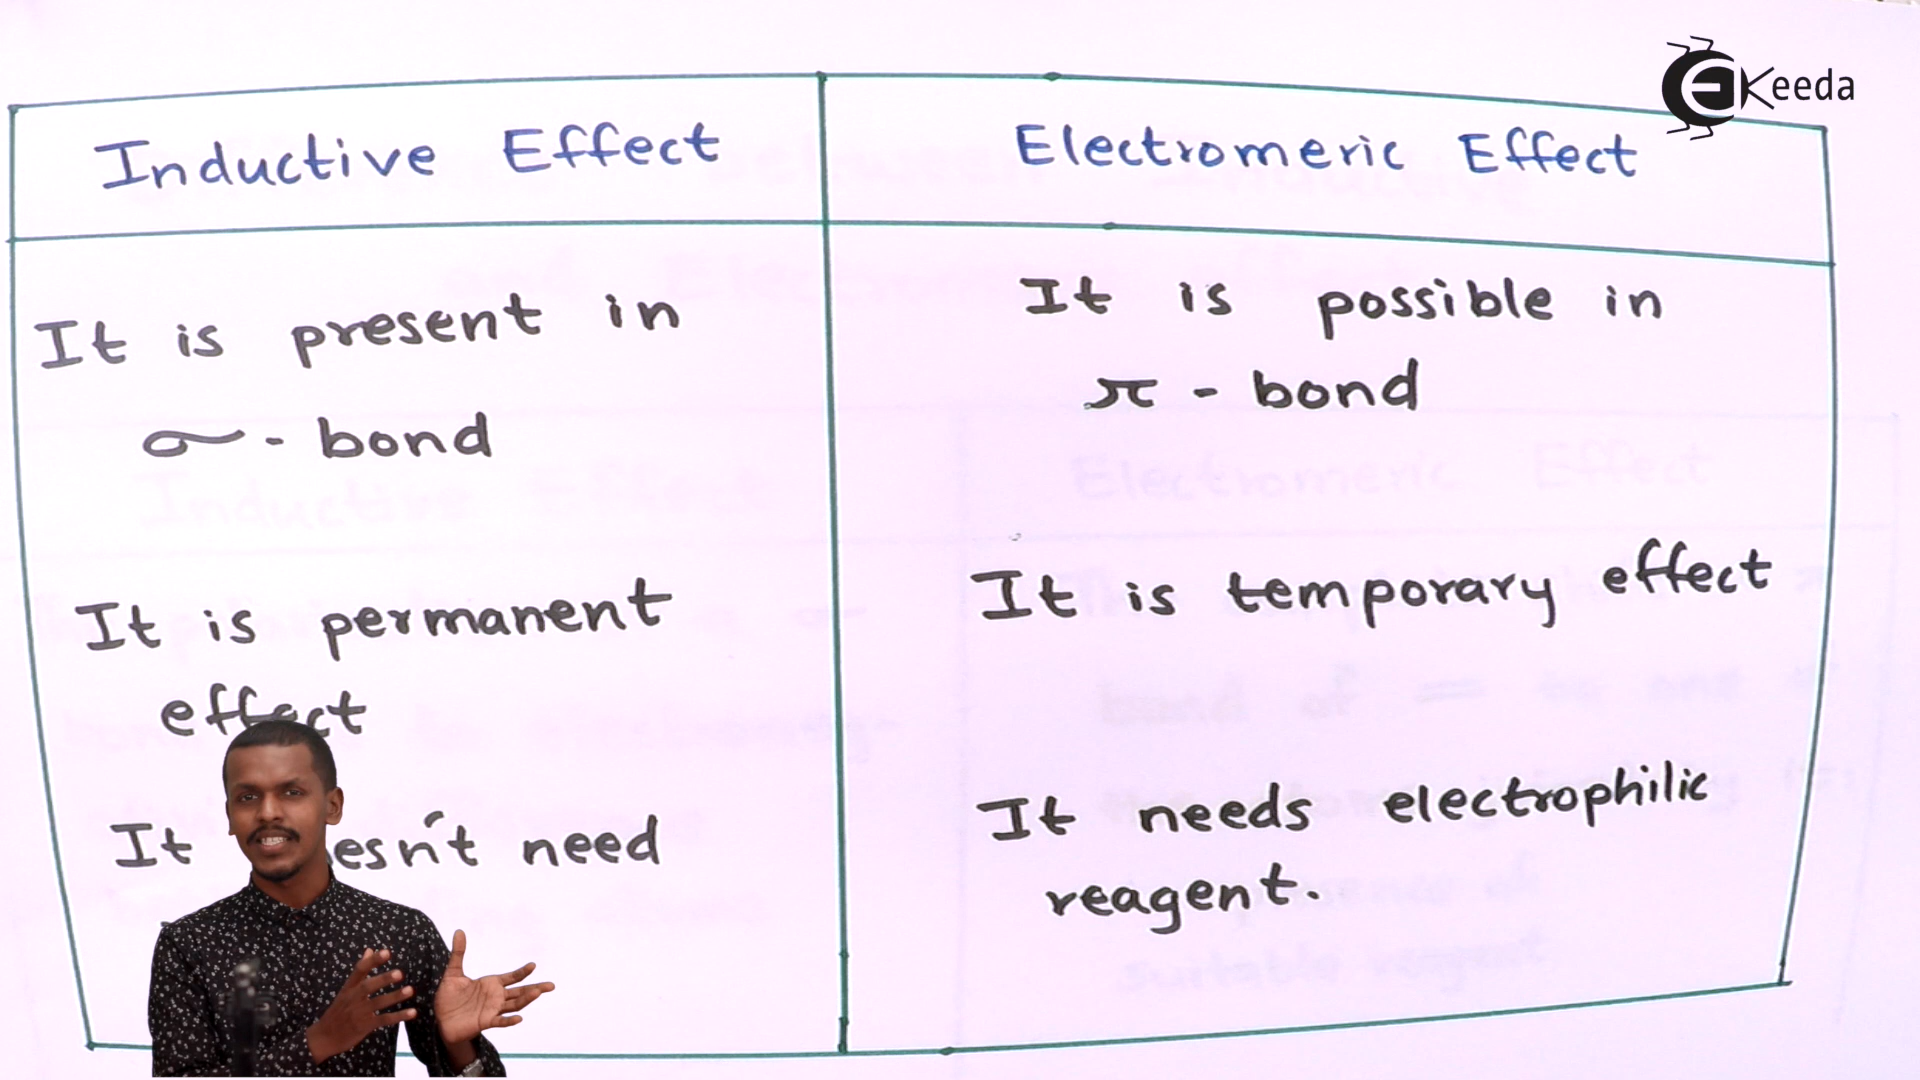 EKeeda
Inductive Effect
Electromeric Effect
It is present in
σ - bond
It is possible in
π - bond
It is permanent
effect
It is temporary effect
It need
It needs electrophilic
reagent.